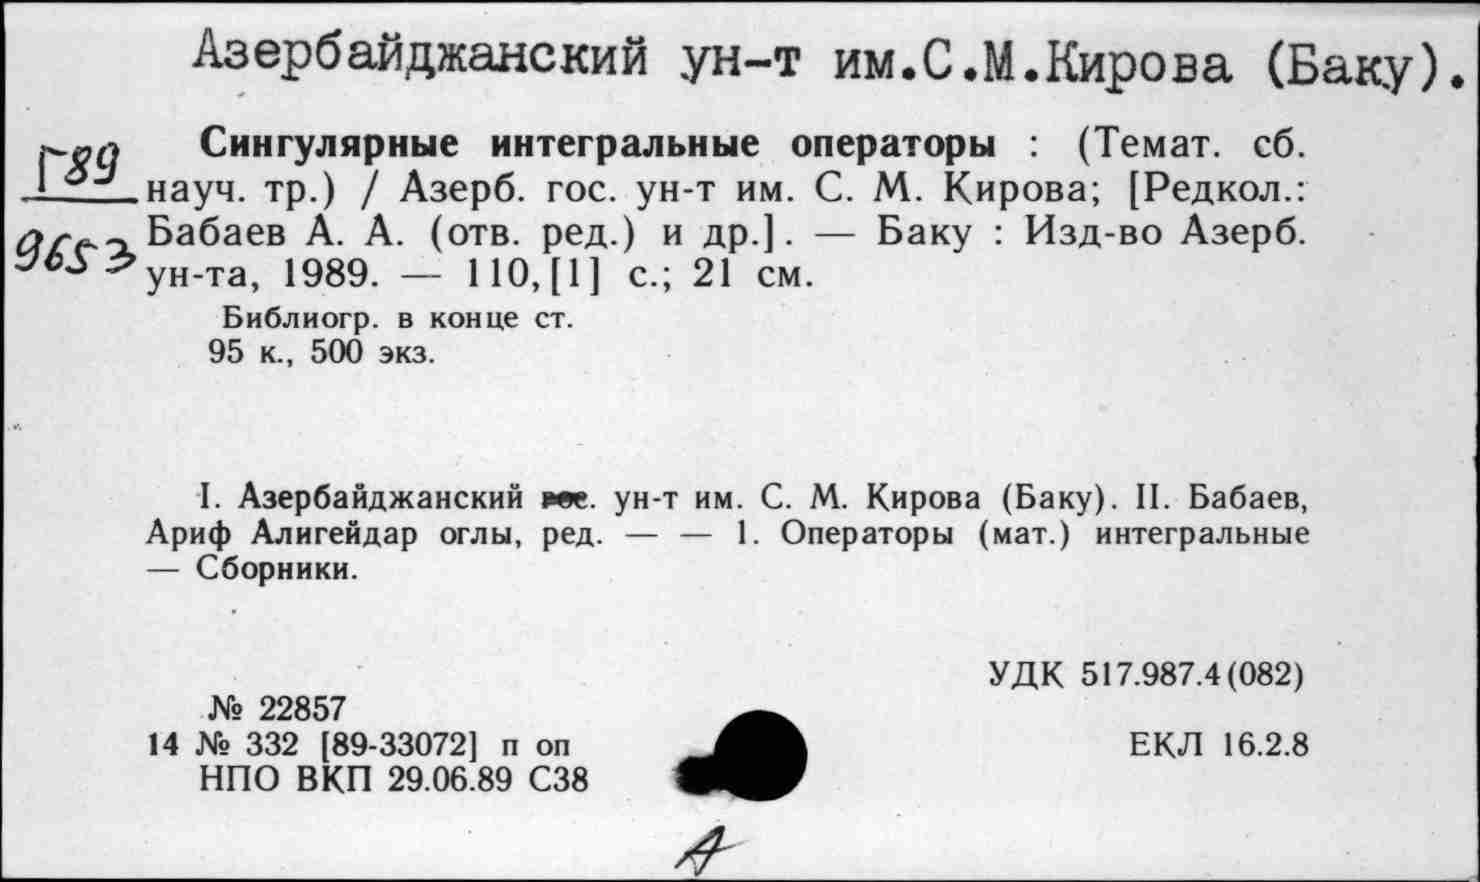 Азербайджанский ун-т им.С.М.Кирова (Баку).
Г89
9653
Сингулярные интегральные операторы : (Темат. сб.
науч. тр.) / Азерб. гос. ун-т им. С. М. Кирова; [Редкол.:
Бабаев А. А. (отв. ред.) и др.]. — Баку : Изд-во Азерб.
ун-та, 1989. — 110,[1] с.; 21 см.
Библиогр. в конце ст.
95 к., 500 экз.
I. Азербайджанский ун-т им. С. М. Кирова (Баку). II. Бабаев,
Ариф Алигейдар оглы, ред. — — 1. Операторы (мат.) интегральные
— Сборники.
УДК 517.987.4(082)
№ 22857
14 № 332 [89-33072] п оп
ЕКЛ 16.2.8
НПО ВКП 29.06.89 С38